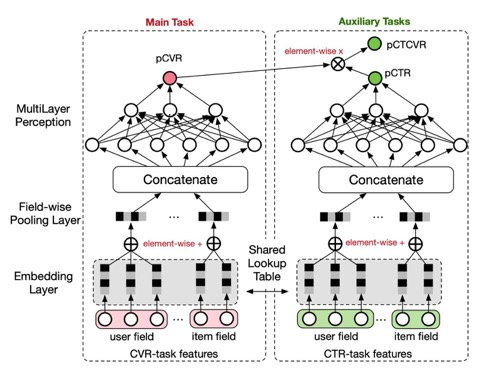 Main Task
Auxiliary Tasks
pCVR
element-wise x
pCTCVR
pCTR
MultiLayer
Perception
Concatenate
Concatenate
Field-wise
Pooling Layer
...
...
element-wise +
element-wise +
Shared
Lookup
Table
Embedding
Layer
...
...
...
...
user field
item field
user field
item field
CVR-task features
CTR-task features